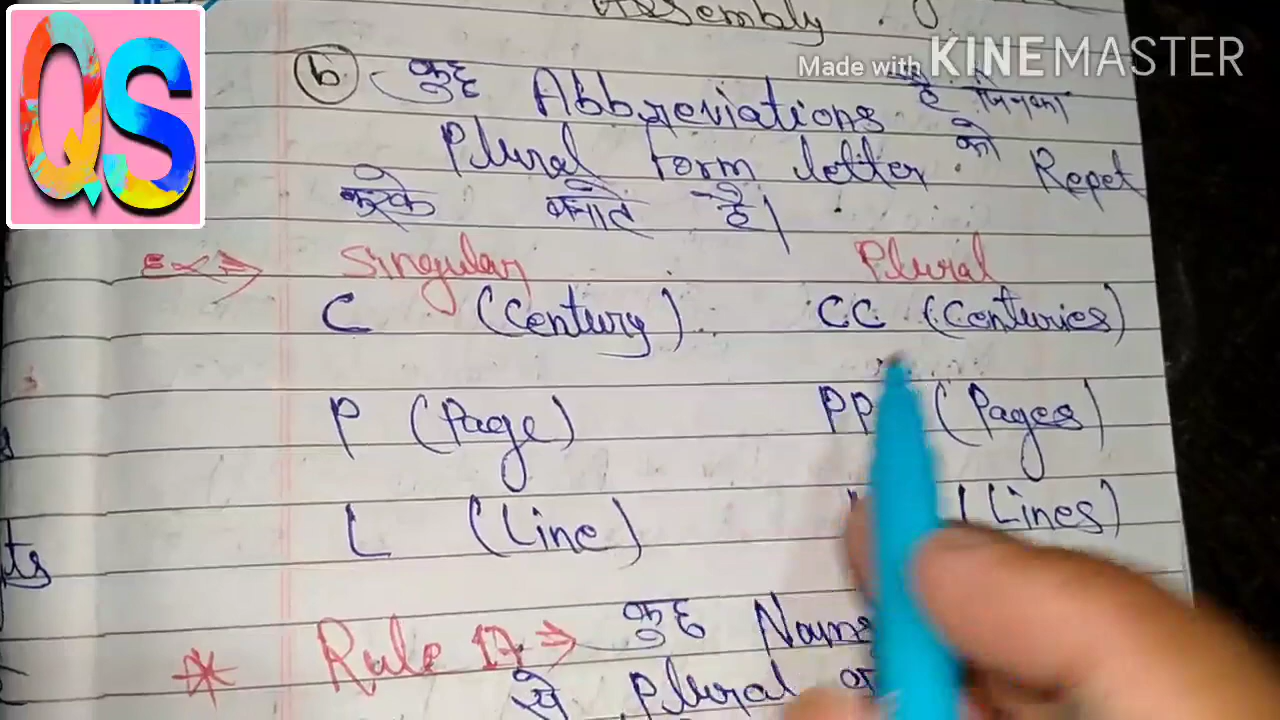 QS
Assembly
Made with KINEMASTER
(b) कुछ Abbreviations है जिनका
Plural form letter को Repet
करके बनाते है।
Ex ⇒ Singular Plural
C (Century) CC (Centuries)
P (Page) PP (Pages)
L (Line) (Lines)
ts
* Rule 17 ⇒ कुछ
से Plural